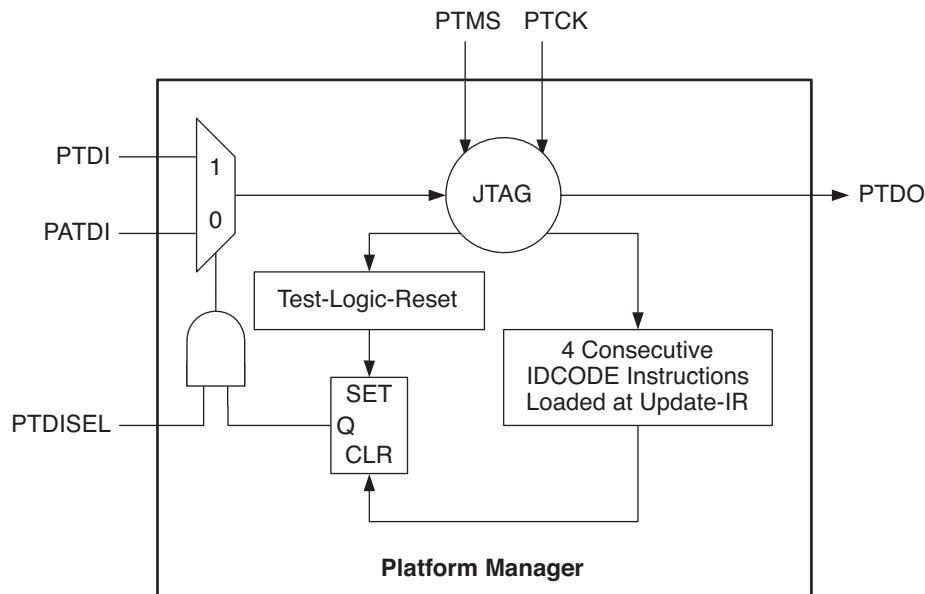 PTMS PTCK
PTDI
1
JTAG
PTDO
0
PATDI
Test-Logic-Reset
4 Consecutive
IDCODE Instructions
Loaded at Update-IR
SET
PTDISEL
Q
CLR
Platform Manager